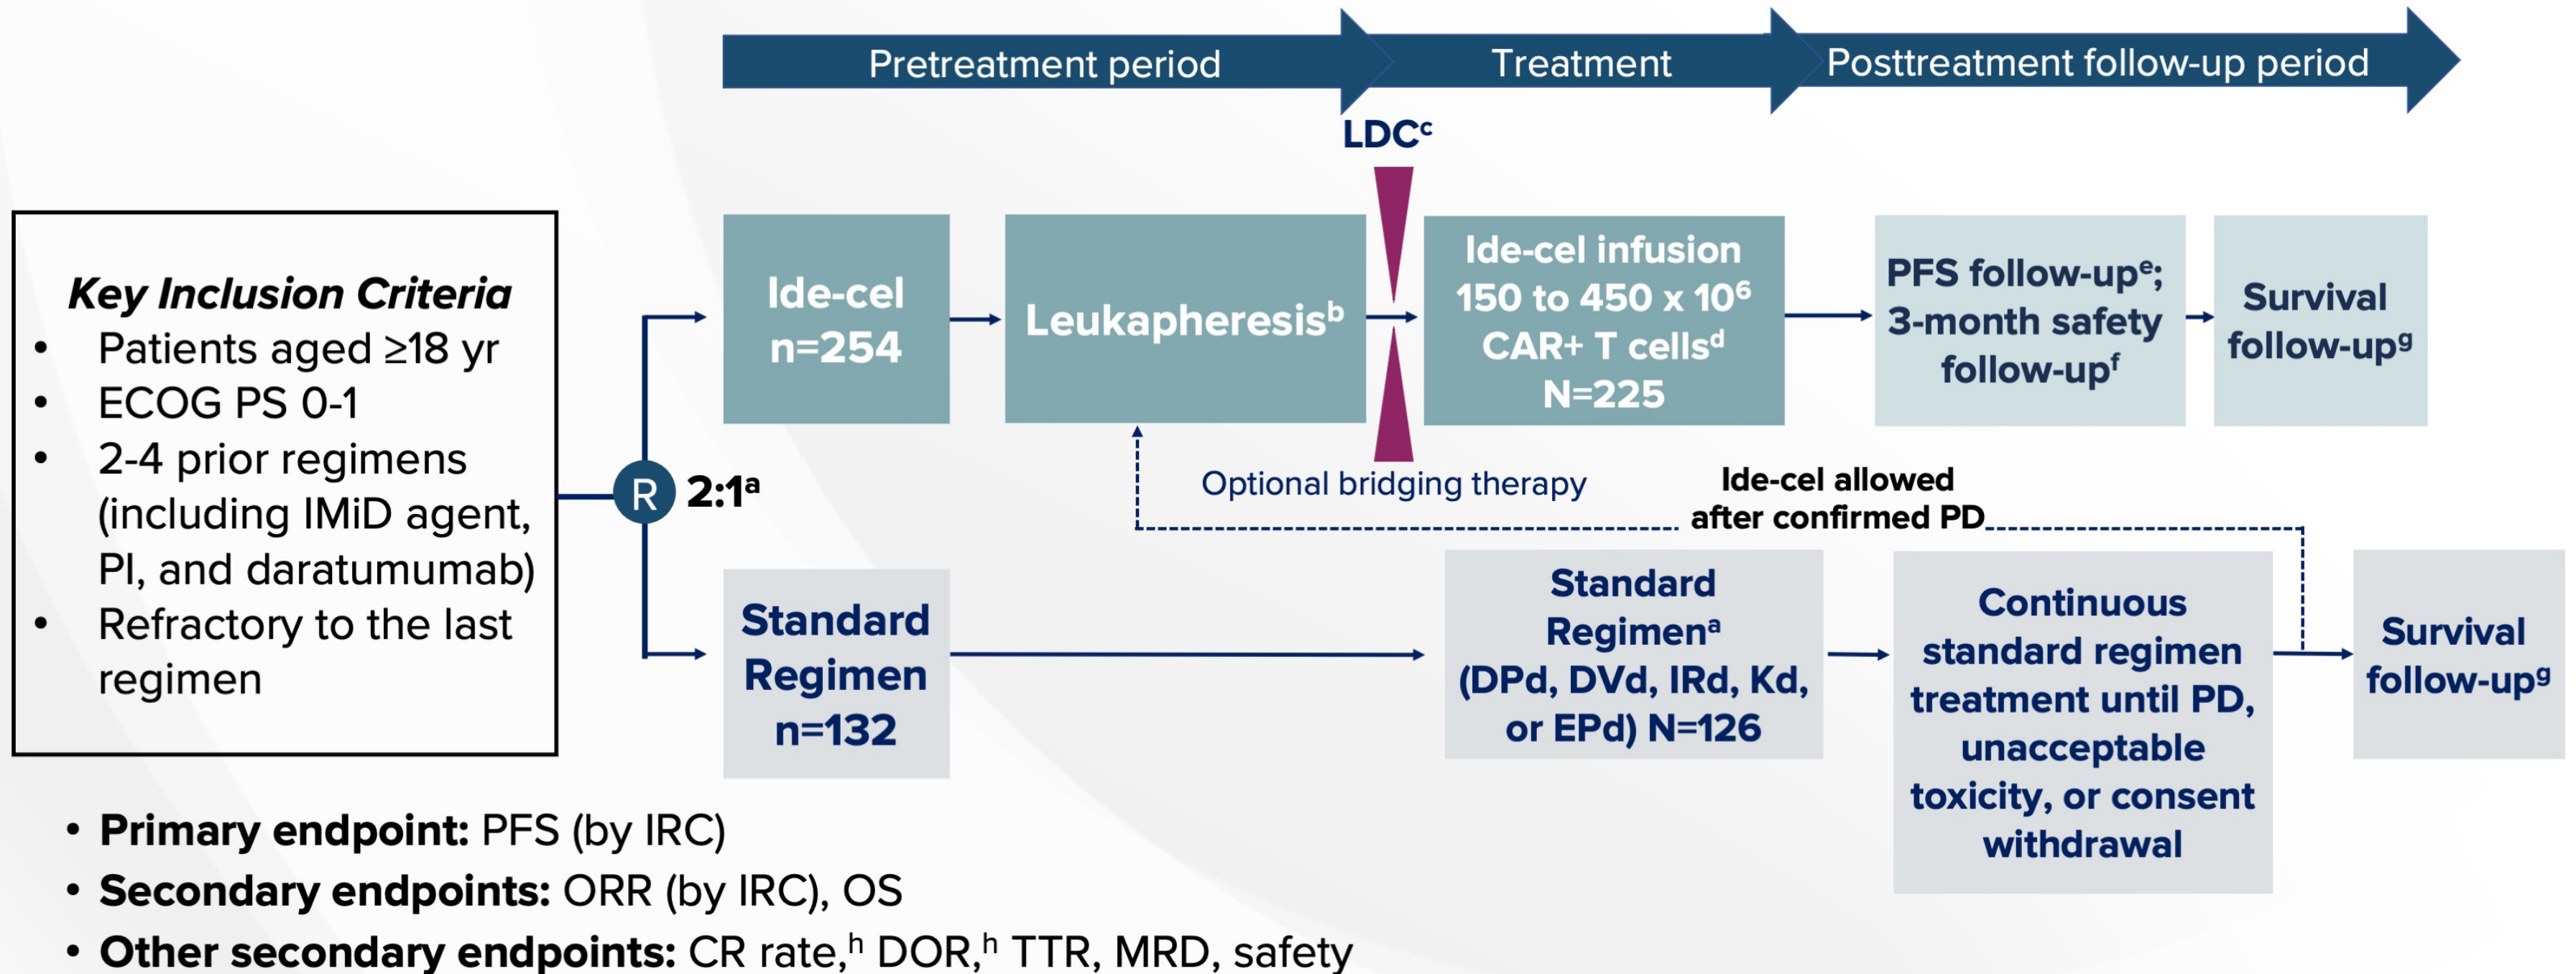 Pretreatment period
Treatment
Posttreatment follow-up period
LDCᶜ
Key Inclusion Criteria
• Patients aged ≥18 yr
• ECOG PS 0-1
• 2-4 prior regimens
(including IMiD agent,
PI, and daratumumab)
• Refractory to the last
regimen
R
2:1ᵃ
Ide-cel
n=254
Leukapheresisᵇ
Ide-cel infusion
150 to 450 x 10⁶
CAR+ T cellsᵈ
N=225
PFS follow-upᵉ;
3-month safety
follow-upᶠ
Survival
follow-upᵍ
Optional bridging therapy
Ide-cel allowed
after confirmed PD
Standard
Regimen
n=132
Standard
Regimenᵃ
(DPd, DVd, IRd, Kd,
or EPd) N=126
Continuous
standard regimen
treatment until PD,
unacceptable
toxicity, or consent
withdrawal
Survival
follow-upᵍ
• Primary endpoint: PFS (by IRC)
• Secondary endpoints: ORR (by IRC), OS
• Other secondary endpoints: CR rate,ʰ DOR,ʰ TTR, MRD, safety